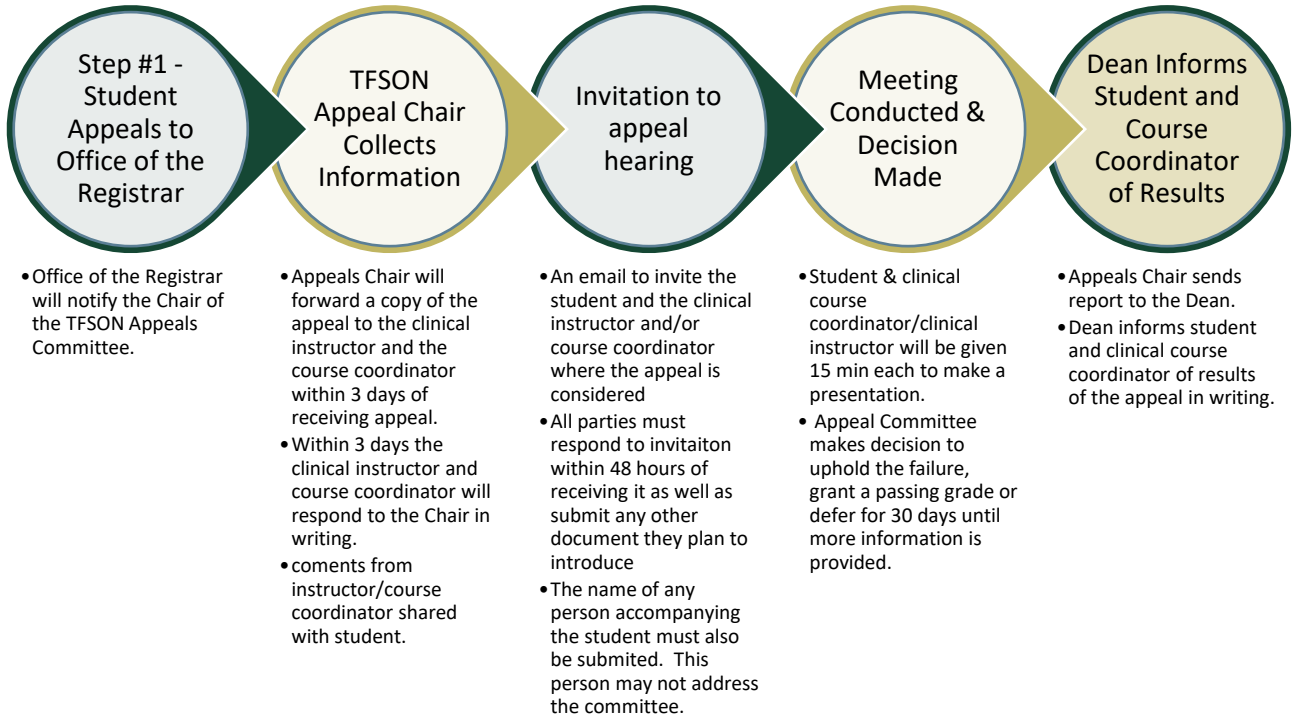 Step #1 -
Student
Appeals to
Office of the
Registrar
TFSON
Appeal Chair
Collects
Information
Invitation to
appeal
hearing
Meeting
Conducted &
Decision
Made
Dean Informs
Student and
Course
Coordinator
of Results
•Office of the Registrar
will notify the Chair of
the TFSON Appeals
Committee.
•Appeals Chair will
forward a copy of the
appeal to the clinical
instructor and the
course coordinator
within 3 days of
receiving appeal.
•Within 3 days the
clinical instructor and
course coordinator will
respond to the Chair in
writing.
•coments from
instructor/course
coordinator shared
with student.
•An email to invite the
student and the clinical
instructor and/or
course coordinator
where the appeal is
considered
•All parties must
respond to invitaiton
within 48 hours of
receiving it as well as
submit any other
document they plan to
introduce
•The name of any
person accompanying
the student must also
be submited.  This
person may not address
the committee.
•Student & clinical
course
coordinator/clinical
instructor will be given
15 min each to make a
presentation.
• Appeal Committee
makes decision to
uphold the failure,
grant a passing grade or
defer for 30 days until
more information is
provided.
•Appeals Chair sends
report to the Dean.
•Dean informs student
and clinical course
coordinator of results
of the appeal in writing.